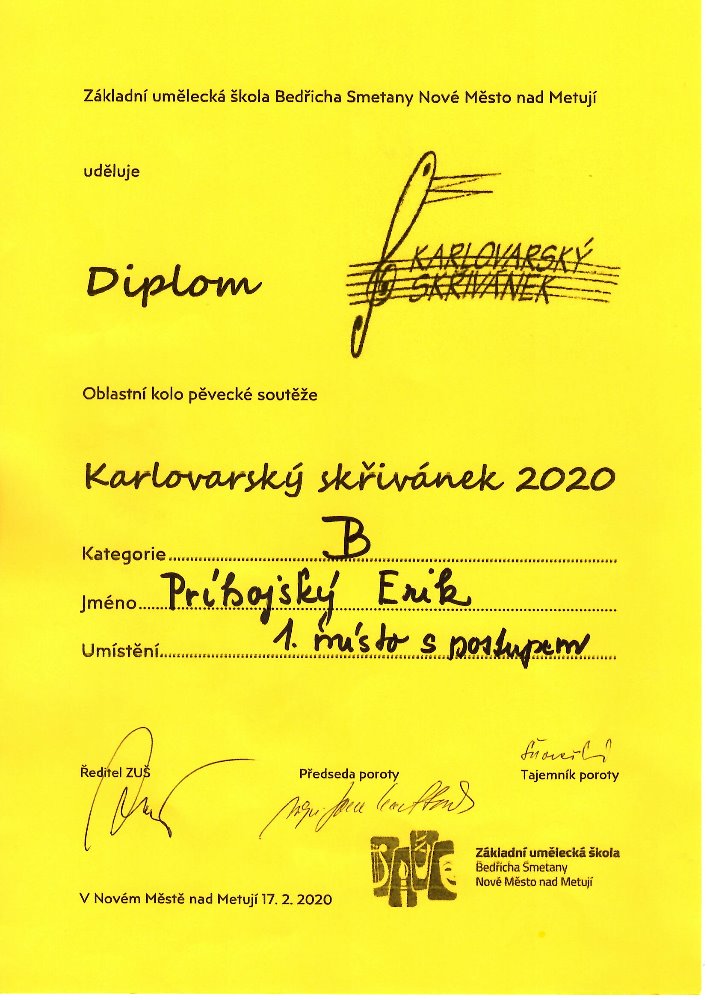 Základní umělecká škola Bedřicha Smetany Nové Město nad Metují
uděluje
KARLOVARSKÝ
SKŘIVÁNEK
Diplom
Oblastní kolo pěvecké soutěže
Karlovarský skřivánek 2020
Kategorie B
Jméno Príbojský Erik
Umístění 1. místo s postupem
Ředitel ZUŠ
Předseda poroty
Tajemník poroty
Základní umělecká škola
Bedřicha Smetany
Nové Město nad Metují
V Novém Městě nad Metují 17. 2. 2020